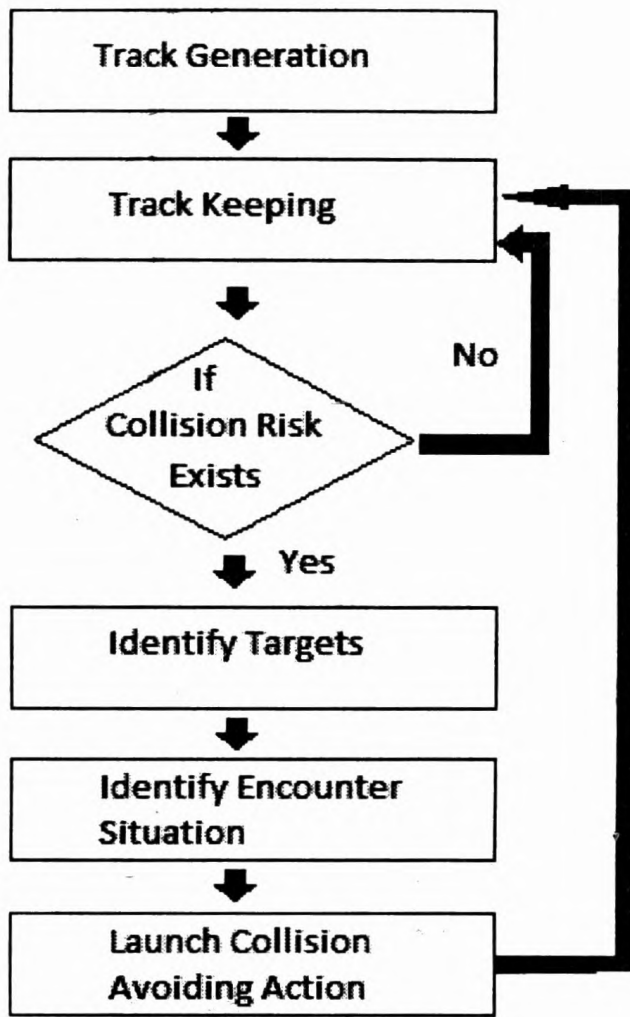 Track Generation
Track Keeping
If
Collision Risk
Exists
No
Yes
Identify Targets
Identify Encounter
Situation
Launch Collision
Avoiding Action